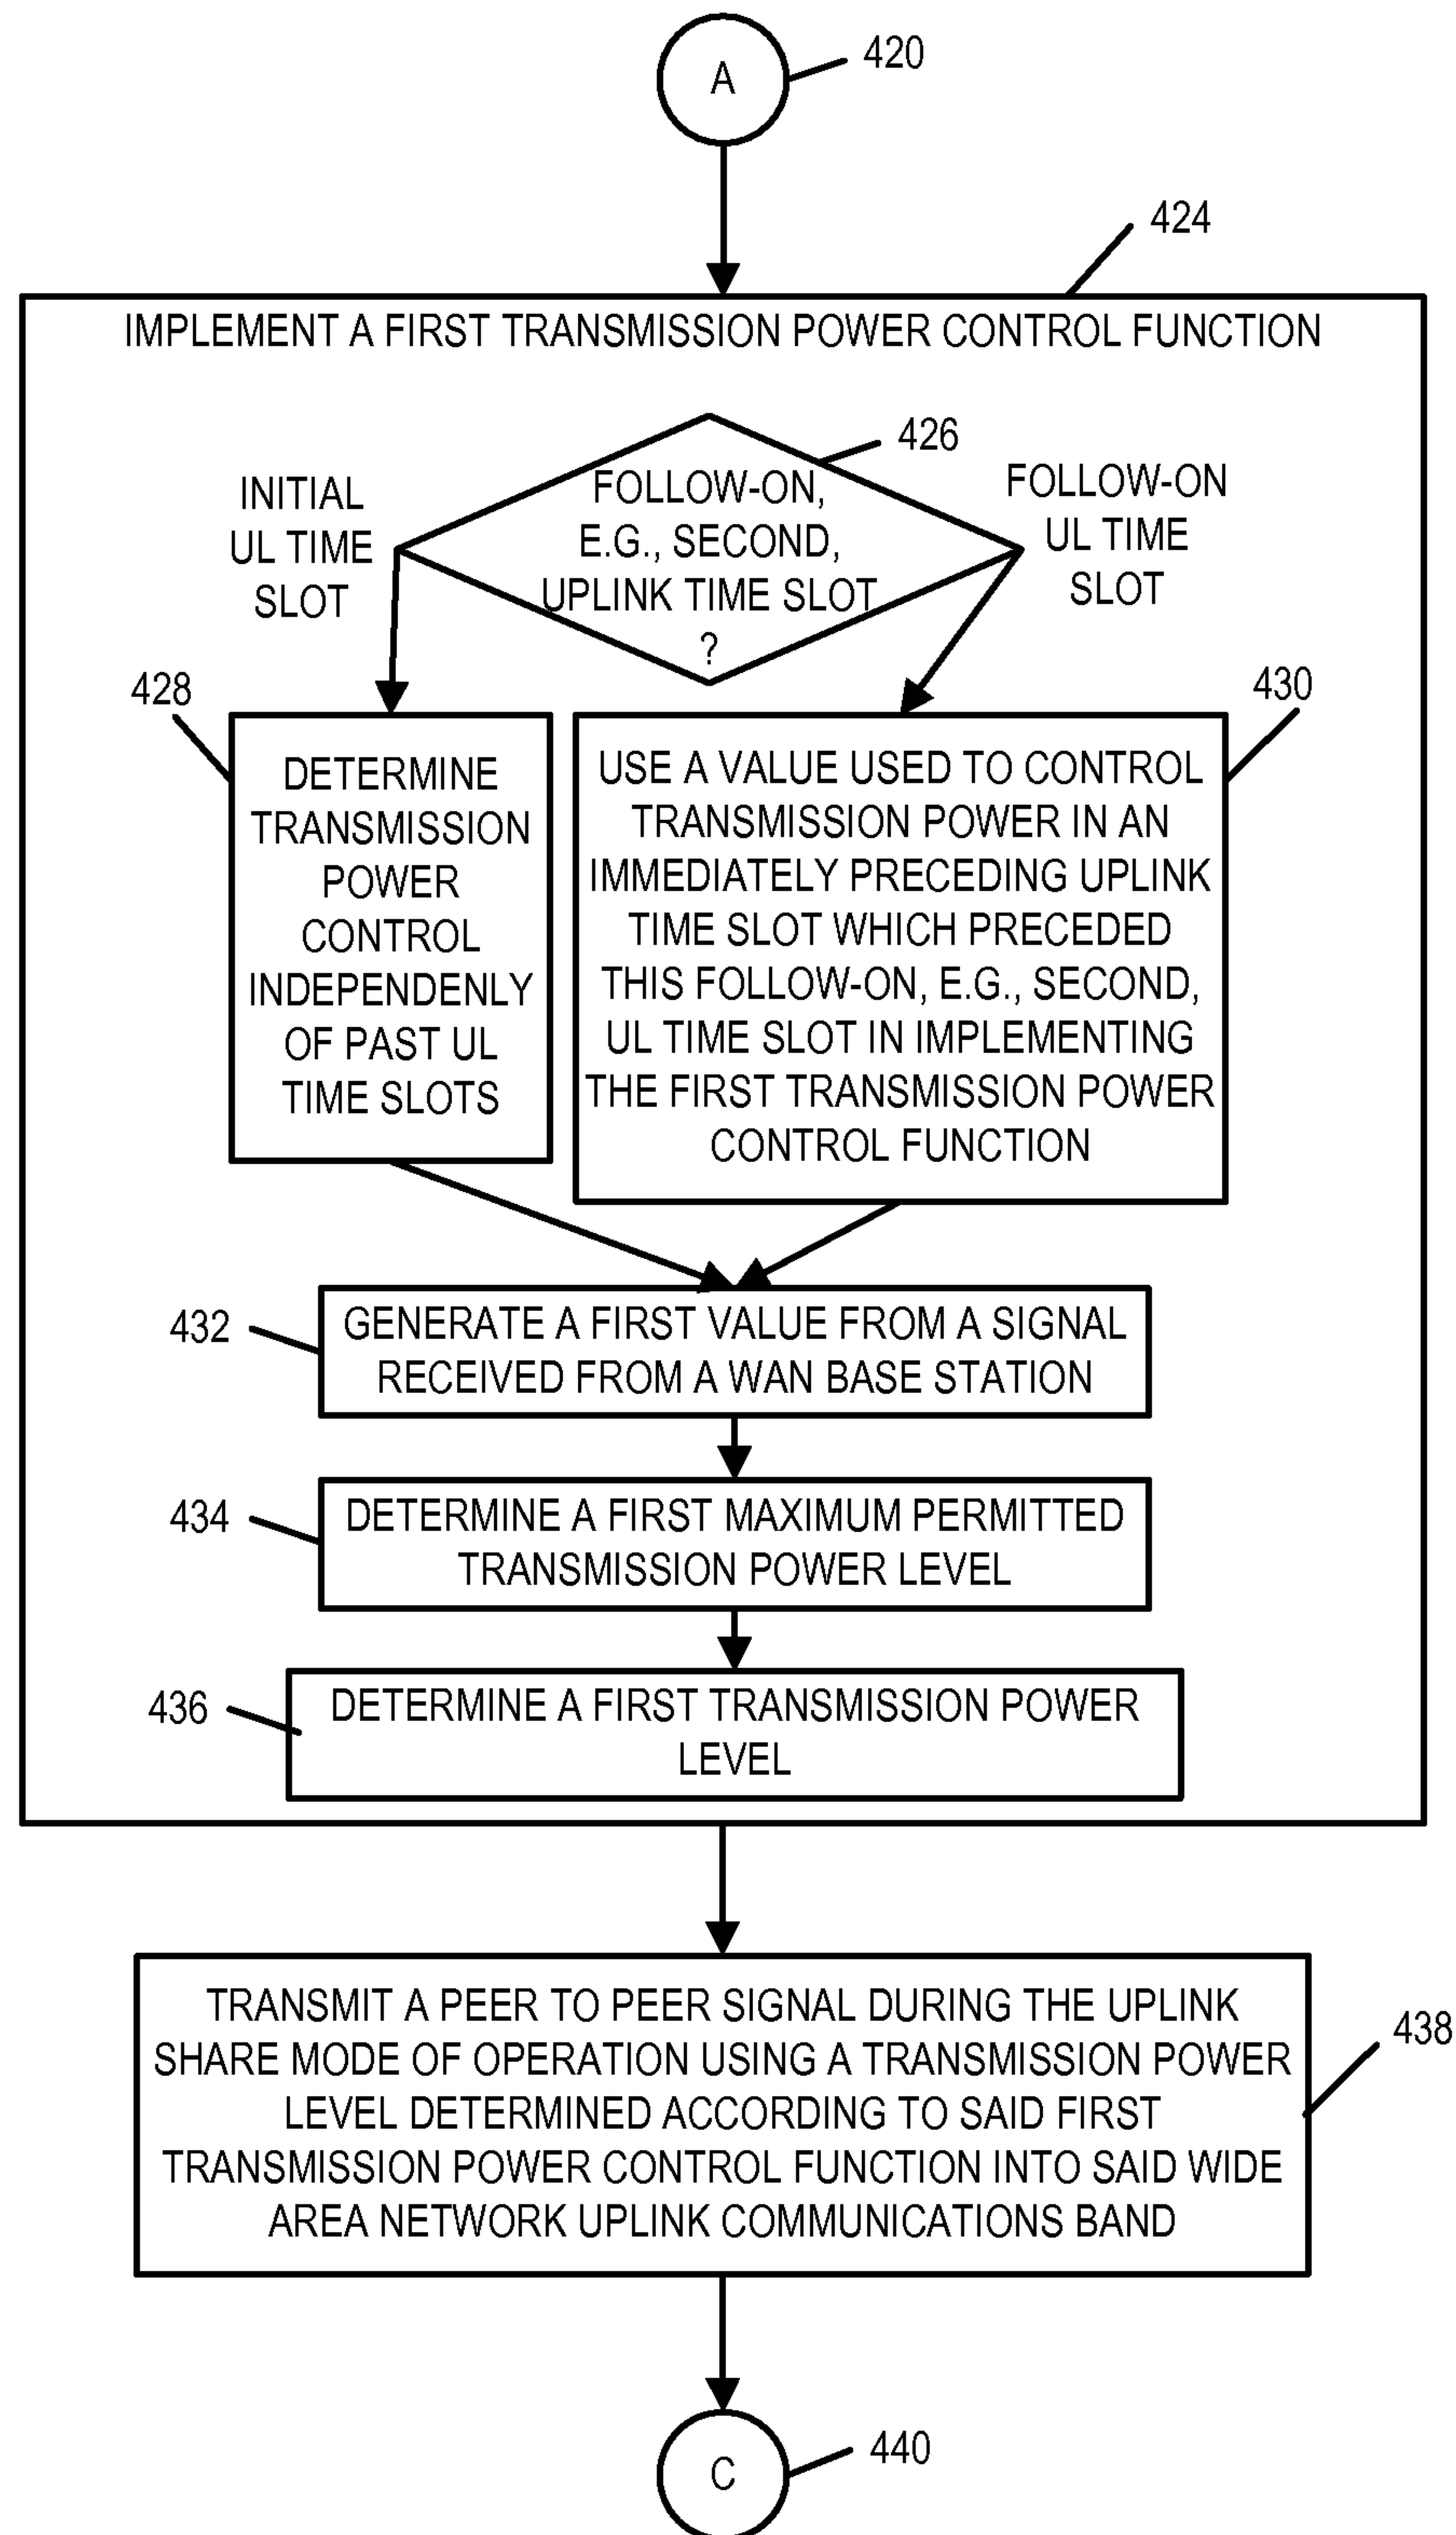 A
420
424
IMPLEMENT A FIRST TRANSMISSION POWER CONTROL FUNCTION
426
INITIAL
UL TIME
SLOT
FOLLOW-ON,
E.G., SECOND,
UPLINK TIME SLOT
?
FOLLOW-ON
UL TIME
SLOT
428
DETERMINE
TRANSMISSION
POWER
CONTROL
INDEPENDENLY
OF PAST UL
TIME SLOTS
430
USE A VALUE USED TO CONTROL
TRANSMISSION POWER IN AN
IMMEDIATELY PRECEDING UPLINK
TIME SLOT WHICH PRECEDED
THIS FOLLOW-ON, E.G., SECOND,
UL TIME SLOT IN IMPLEMENTING
THE FIRST TRANSMISSION POWER
CONTROL FUNCTION
432
GENERATE A FIRST VALUE FROM A SIGNAL
RECEIVED FROM A WAN BASE STATION
434
DETERMINE A FIRST MAXIMUM PERMITTED
TRANSMISSION POWER LEVEL
436
DETERMINE A FIRST TRANSMISSION POWER
LEVEL
TRANSMIT A PEER TO PEER SIGNAL DURING THE UPLINK
SHARE MODE OF OPERATION USING A TRANSMISSION POWER
LEVEL DETERMINED ACCORDING TO SAID FIRST
TRANSMISSION POWER CONTROL FUNCTION INTO SAID WIDE
AREA NETWORK UPLINK COMMUNICATIONS BAND
438
C
440